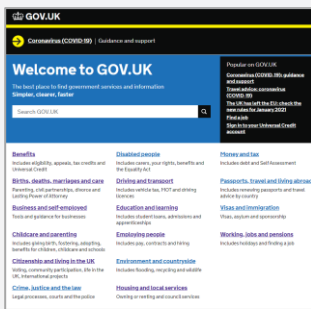 GOV.UK
Coronavirus (COVID-19) | Guidance and support
Welcome to GOV.UK
The best place to find government services and information
Simpler, clearer, faster
Search GOV.UK
Popular on GOV.UK
Coronavirus (COVID-19): guidance
and support
Travel advice: coronavirus
(COVID-19)
The UK has left the EU: check the
new rules for January 2021
Find a job
Sign in to your Universal Credit
account
Benefits
Includes eligibility, appeals, tax credits and
Universal Credit
Births, deaths, marriages and care
Parenting, civil partnerships, divorce and
Lasting Power of Attorney
Business and self-employed
Tools and guidance for businesses
Childcare and parenting
Includes giving birth, fostering, adopting,
benefits for children, childcare and schools
Citizenship and living in the UK
Voting, community participation, life in the
UK, international projects
Crime, justice and the law
Legal processes, courts and the police
Disabled people
Includes carers, your rights, benefits and
the Equality Act
Driving and transport
Includes vehicle tax, MOT and driving
licences
Education and learning
Includes student loans, admissions and
apprenticeships
Employing people
Includes pay, contracts and hiring
Environment and countryside
Includes flooding, recycling and wildlife
Housing and local services
Owning or renting and council services
Money and tax
Includes debt and Self Assessment
Passports, travel and living abroad
Includes renewing passports and travel
advice by country
Visas and immigration
Visas, asylum and sponsorship
Working, jobs and pensions
Includes holidays and finding a job